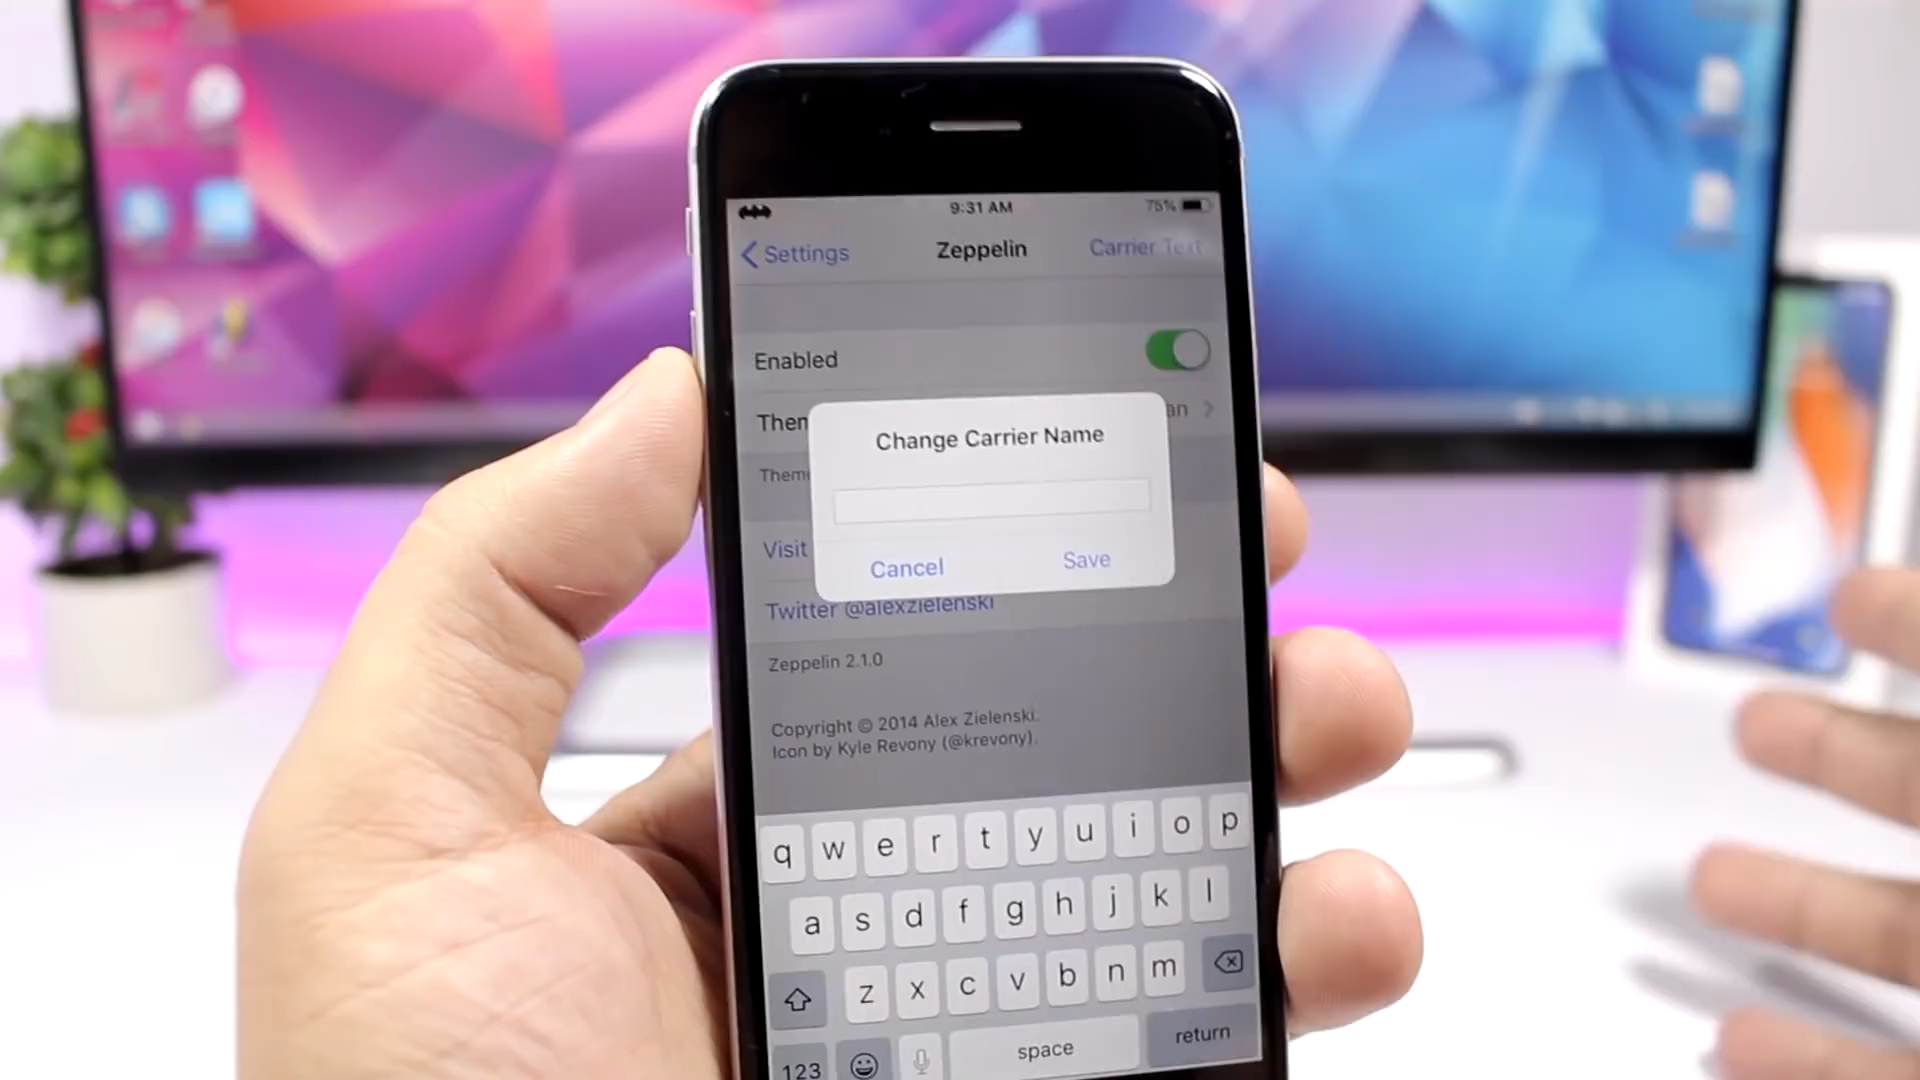 9:31 AM
75%
Settings
Zeppelin
Carrier Text
Enabled
Them
an
Change Carrier Name
Theme
Visit
Cancel
Save
Twitter @alexzielenski
Zeppelin 2.1.0
Copyright © 2014 Alex Zielenski.
Icon by Kyle Revony (@krevony).
q w e r t y u i o p
a s d f g h j k l
z x c v b n m
123
space
return